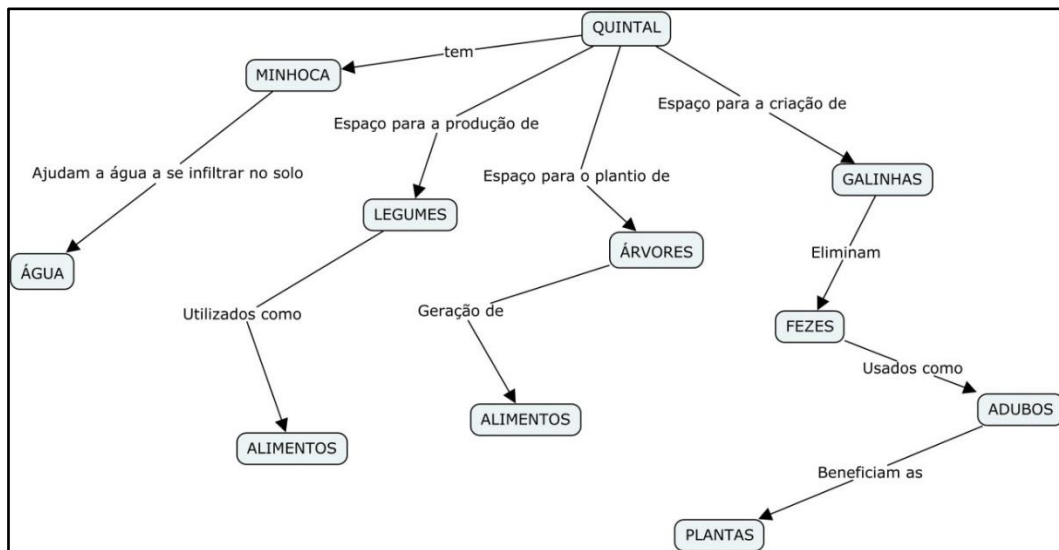 QUINTAL
tem
MINHOCA
Espaço para a criação de
Espaço para a produção de
Ajudam a água a se infiltrar no solo
Espaço para o plantio de
GALINHAS
LEGUMES
ÁRVORES
Eliminam
ÁGUA
Utilizados como
Geração de
FEZES
Usados como
ALIMENTOS
ALIMENTOS
ADUBOS
Beneficiam as
PLANTAS